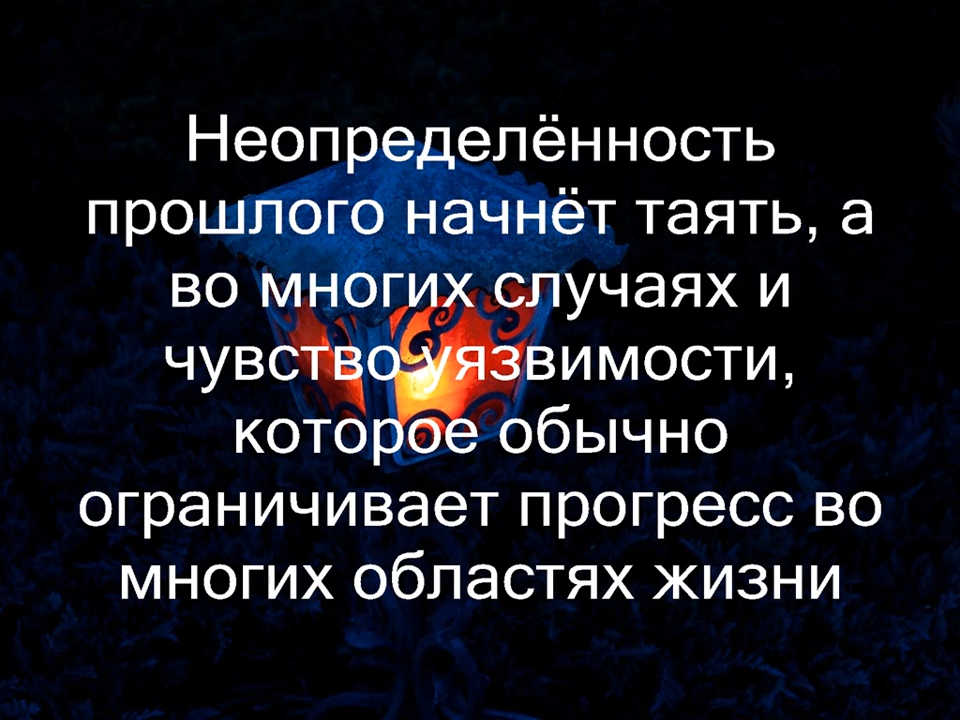 Неопределённость
прошлого начнёт таять, а
во многих случаях и
чувство уязвимости,
которое обычно
ограничивает прогресс во
многих областях жизни